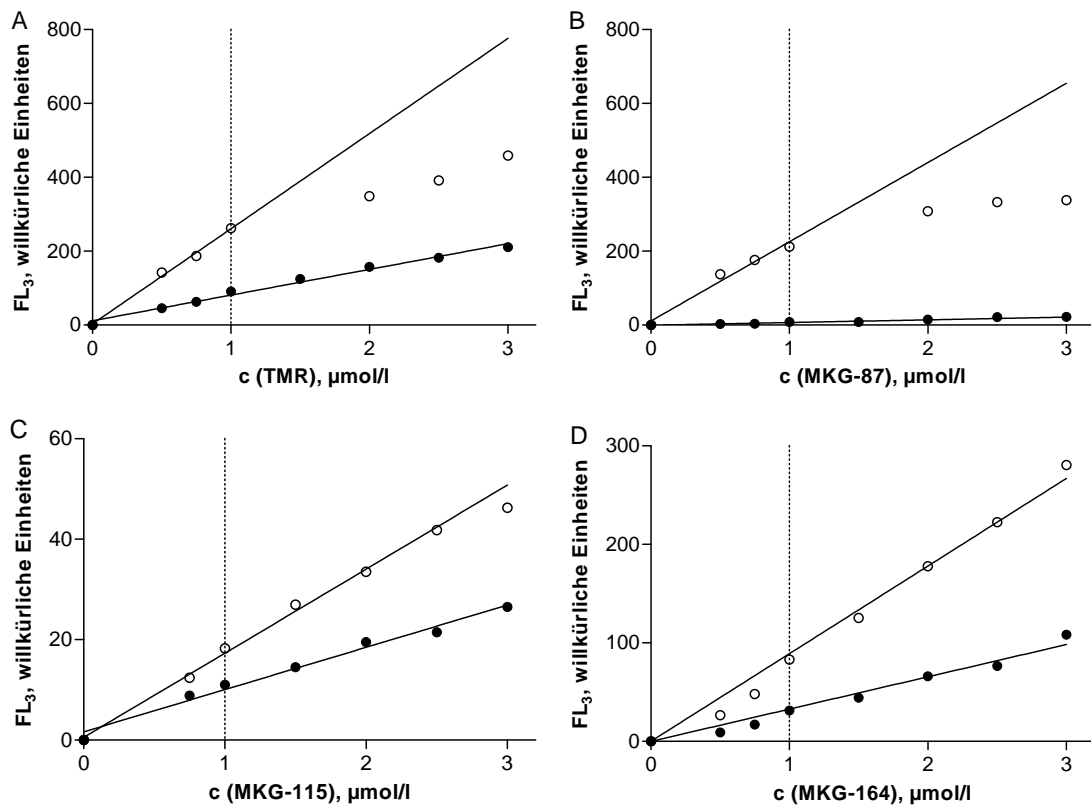 A
FL3, willkürliche Einheiten
800
600
400
200
0
0 1 2 3
c (TMR), µmol/l
B
FL3, willkürliche Einheiten
800
600
400
200
0
0 1 2 3
c (MKG-87), µmol/l
C
FL3, willkürliche Einheiten
60
40
20
0
0 1 2 3
c (MKG-115), µmol/l
D
FL3, willkürliche Einheiten
300
200
100
0
0 1 2 3
c (MKG-164), µmol/l